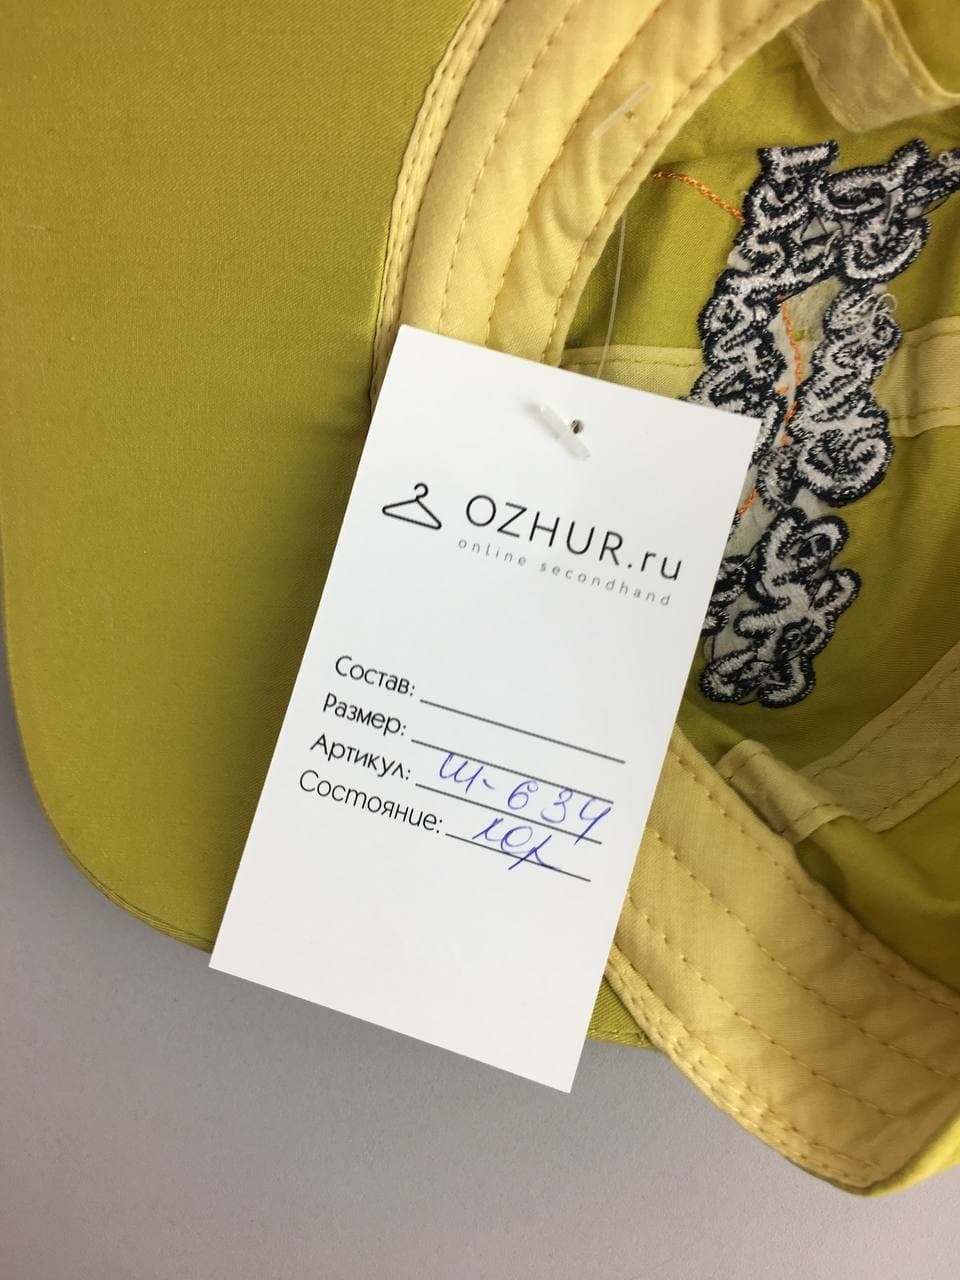 OZHUR.ru
online secondhand
Состав:
Размер:
Артикул: Ш-634
Состояние: хор